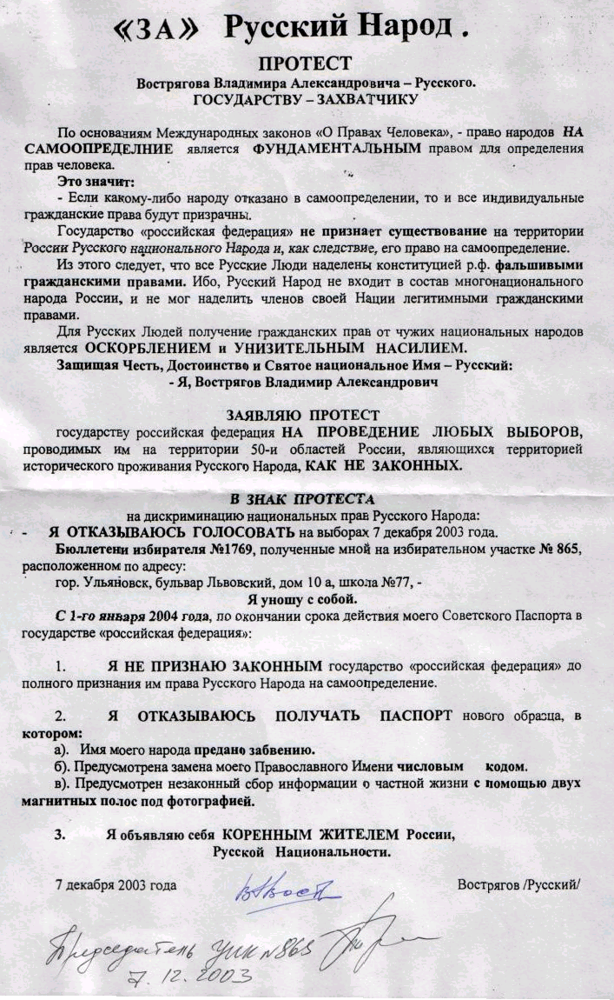 «ЗА» Русский Народ .
ПРОТЕСТ
Вострягова Владимира Александровича – Русского.
ГОСУДАРСТВУ – ЗАХВАТЧИКУ
По основаниям Международных законов «О Правах Человека», - право народов НА
САМООПРЕДЕЛНИЕ является ФУНДАМЕНТАЛЬНЫМ правом для определения
прав человека.
Это значит:
- Если какому-либо народу отказано в самоопределении, то и все индивидуальные
гражданские права будут призрачны.
Государство «российская федерация» не признает существование на территории
России Русского национального Народа и, как следствие, его право на самоопределение.
Из этого следует, что все Русские Люди наделены конституцией р.ф. фальшивыми
гражданскими правами. Ибо, Русский Народ не входит в состав многонационального
народа России, и не мог наделить членов своей Нации легитимными гражданскими
правами.
Для Русских Людей получение гражданских прав от чужих национальных народов
является ОСКОРБЛЕНИЕМ и УНИЗИТЕЛЬНЫМ НАСИЛИЕМ.
Защищая Честь, Достоинство и Святое национальное Имя – Русский:
- Я, Вострягов Владимир Александрович
ЗАЯВЛЯЮ ПРОТЕСТ
государству российская федерация НА ПРОВЕДЕНИЕ ЛЮБЫХ ВЫБОРОВ,
проводимых им на территории 50-и областей России, являющихся территорией
исторического проживания Русского Народа, КАК НЕ ЗАКОННЫХ.
В ЗНАК ПРОТЕСТА
на дискриминацию национальных прав Русского Народа:
- Я ОТКАЗЫВАЮСЬ ГОЛОСОВАТЬ на выборах 7 декабря 2003 года.
Бюллетени избирателя №1769, полученные мной на избирательном участке № 865,
расположенном по адресу:
гор. Ульяновск, бульвар Львовский, дом 10 а, школа №77, -
Я уношу с собой.
С 1-го января 2004 года, по окончании срока действия моего Советского Паспорта в
государстве «российская федерация»:
1. Я НЕ ПРИЗНАЮ ЗАКОННЫМ государство «российская федерация» до
полного признания им права Русского Народа на самоопределение.
2. Я ОТКАЗЫВАЮСЬ ПОЛУЧАТЬ ПАСПОРТ нового образца, в
котором:
а). Имя моего народа предано забвению.
б). Предусмотрена замена моего Православного Имени числовым кодом.
в). Предусмотрен незаконный сбор информации о частной жизни с помощью двух
магнитных полос под фотографией.
3. Я объявляю себя КОРЕННЫМ ЖИТЕЛЕМ России,
Русской Национальности.
7 декабря 2003 года Вострягов /Русский/
Председатель УИК №865
7.12.2003